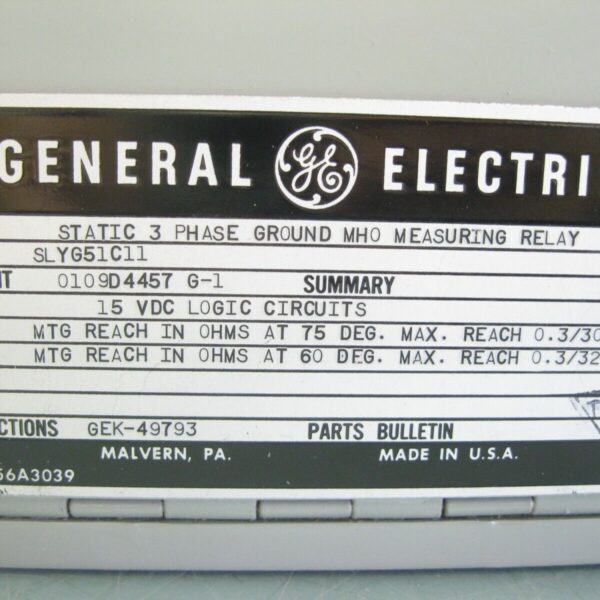 GENERAL GE ELECTRI
STATIC 3 PHASE GROUND MHO MEASURING RELAY
SLYG51C11
NT 0109D4457 G-1 SUMMARY
15 VDC LOGIC CIRCUITS
MTG REACH IN OHMS AT 75 DEG. MAX. REACH 0.3/30
MTG REACH IN OHMS AT 60 DEG. MAX. REACH 0.3/32
CTIONS GEK-49793 PARTS BULLETIN
MALVERN, PA. MADE IN U.S.A.
56A3039